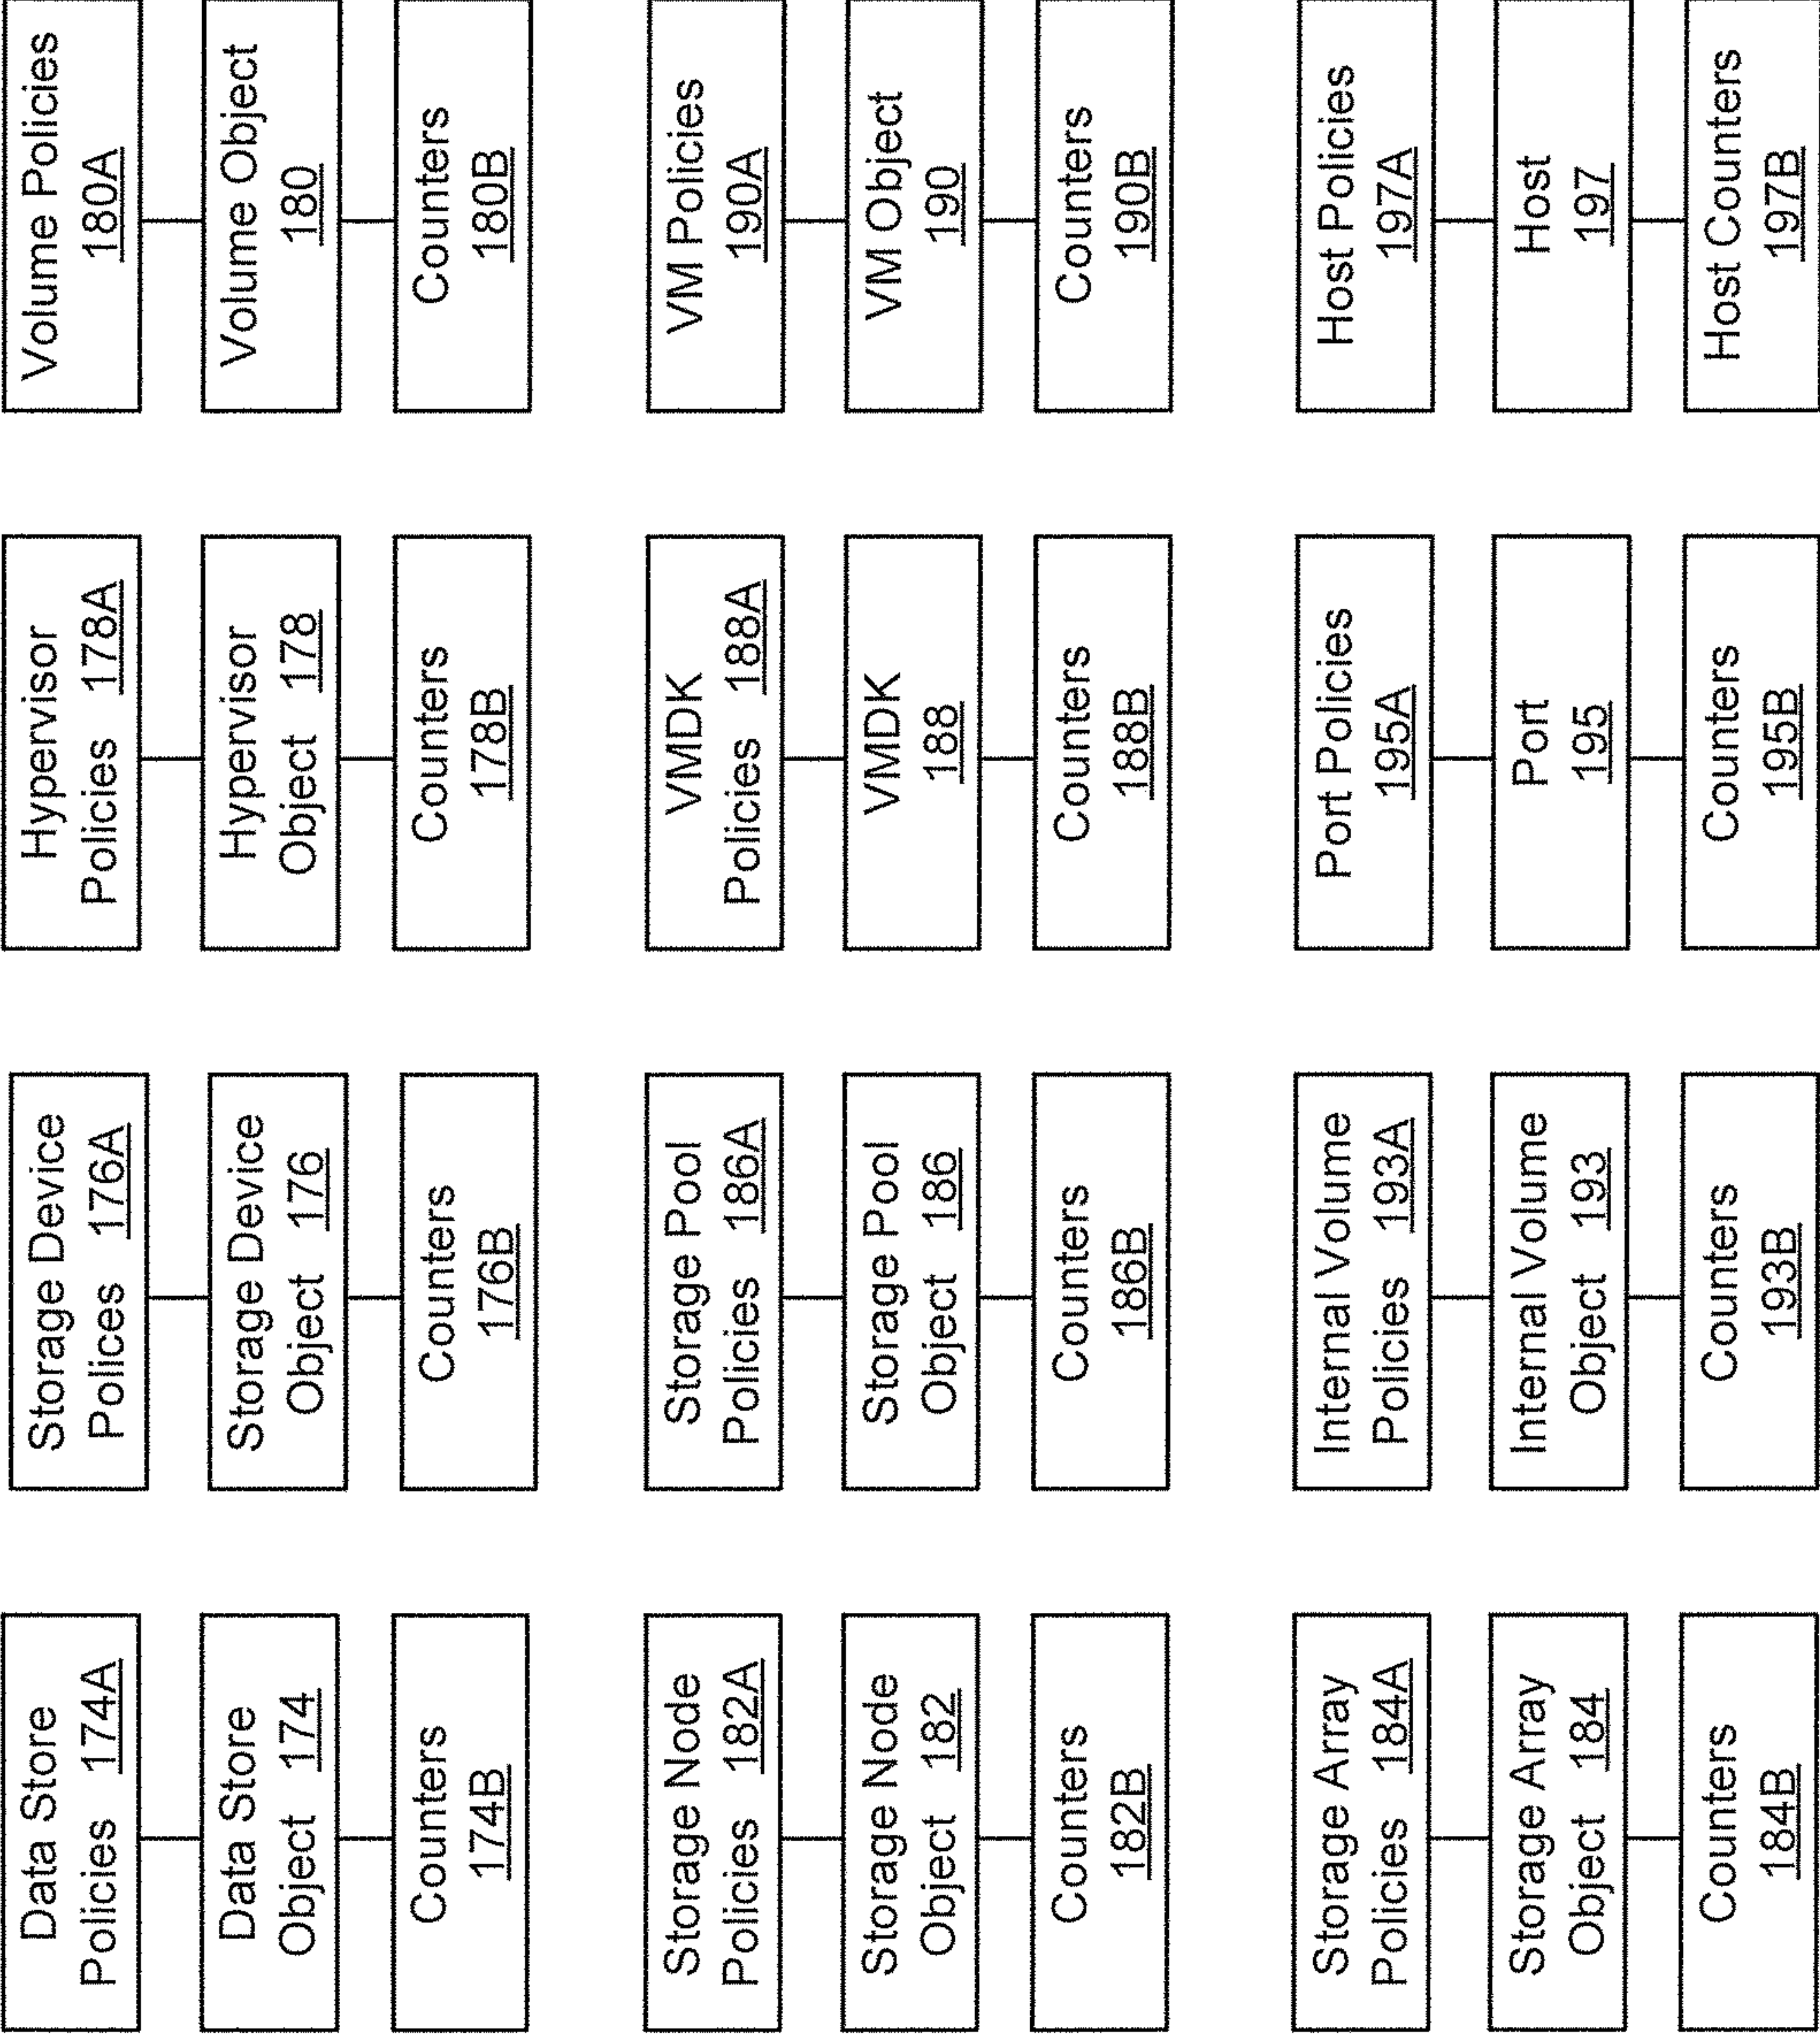 Data Store
Policies 174A
Data Store
Object 174
Counters
174B
Storage Device
Polices 176A
Storage Device
Object 176
Counters
176B
Hypervisor
Policies 178A
Hypervisor
Object 178
Counters
178B
Volume Policies
180A
Volume Object
180
Counters
180B
Storage Node
Policies 182A
Storage Node
Object 182
Counters
182B
Storage Pool
Policies 186A
Storage Pool
Object 186
Counters
186B
VMDK
Policies 188A
VMDK
188
Counters
188B
VM Policies
190A
VM Object
190
Counters
190B
Storage Array
Policies 184A
Storage Array
Object 184
Counters
184B
Internal Volume
Policies 193A
Internal Volume
Object 193
Counters
193B
Port Policies
195A
Port
195
Counters
195B
Host Policies
197A
Host
197
Host Counters
197B